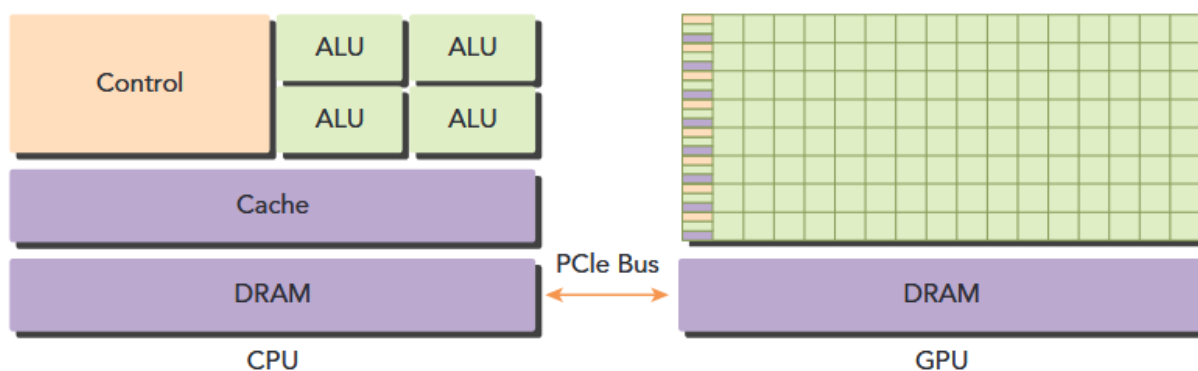 Control
ALU
ALU
ALU
ALU
Cache
DRAM
PCIe Bus
DRAM
CPU
GPU